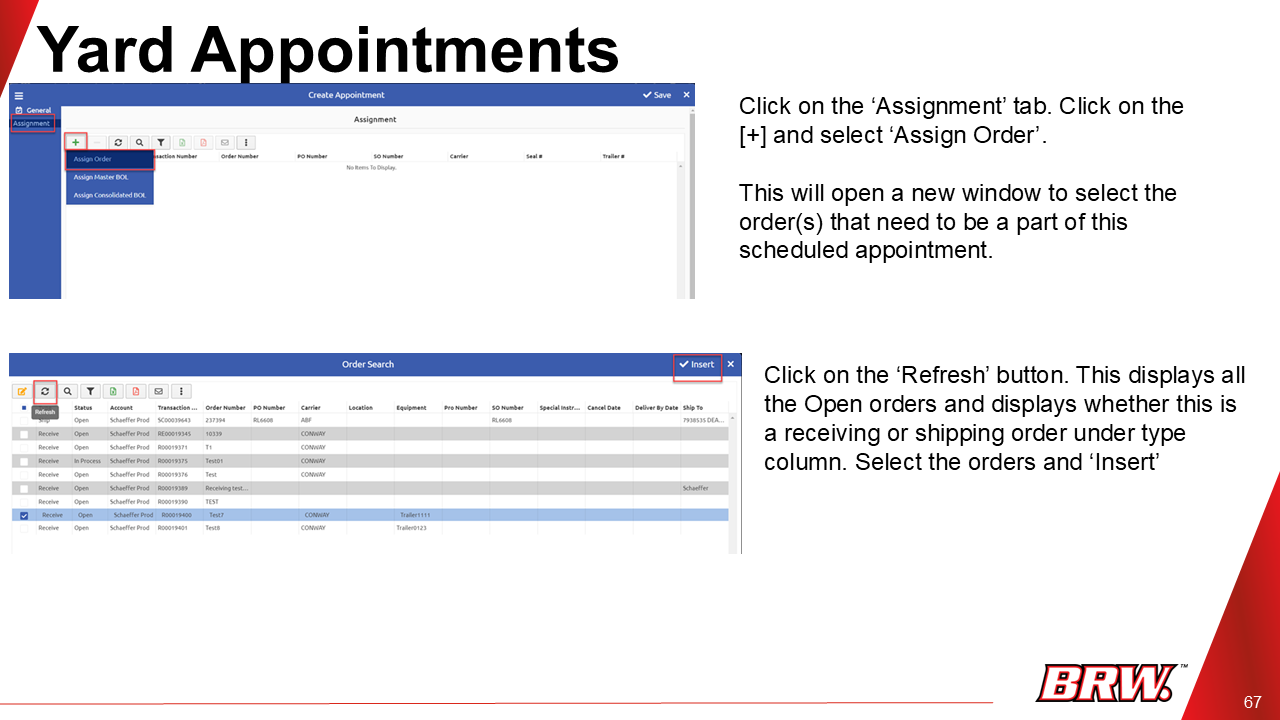 Yard Appointments
Create Appointment
Save
General
Assignment
Assignment
Assign Order
Assign Master BOL
Assign Consolidated BOL
saction Number Order Number PO Number SO Number Carrier Seal # Trailer #
No Items To Display.
Click on the ‘Assignment’ tab. Click on the
[+] and select ‘Assign Order’.
This will open a new window to select the
order(s) that need to be a part of this
scheduled appointment.
Order Search
Insert
Refresh
Status Account Transaction ... Order Number PO Number Carrier Location Equipment Pro Number SO Number Special Instr... Cancel Date Deliver By Date Ship To
Open Schaeffer Prod SC00039643 237394 RL6608 ABF RL6608 7938535 DEA...
Receive Open Schaeffer Prod RE00019345 10339 CONWAY
Receive Open Schaeffer Prod R00019371 T1 CONWAY
Receive In Process Schaeffer Prod R00019375 Test01 CONWAY
Receive Open Schaeffer Prod R00019376 Test CONWAY
Receive Open Schaeffer Prod R00019389 Receiving test... Schaeffer
Receive Open Schaeffer Prod R00019390 TEST
Receive Open Schaeffer Prod R00019400 Test7 CONWAY Trailer1111
Receive Open Schaeffer Prod R00019401 Test8 CONWAY Trailer0123
Click on the ‘Refresh’ button. This displays all
the Open orders and displays whether this is
a receiving or shipping order under type
column. Select the orders and ‘Insert’
BRW.™
67